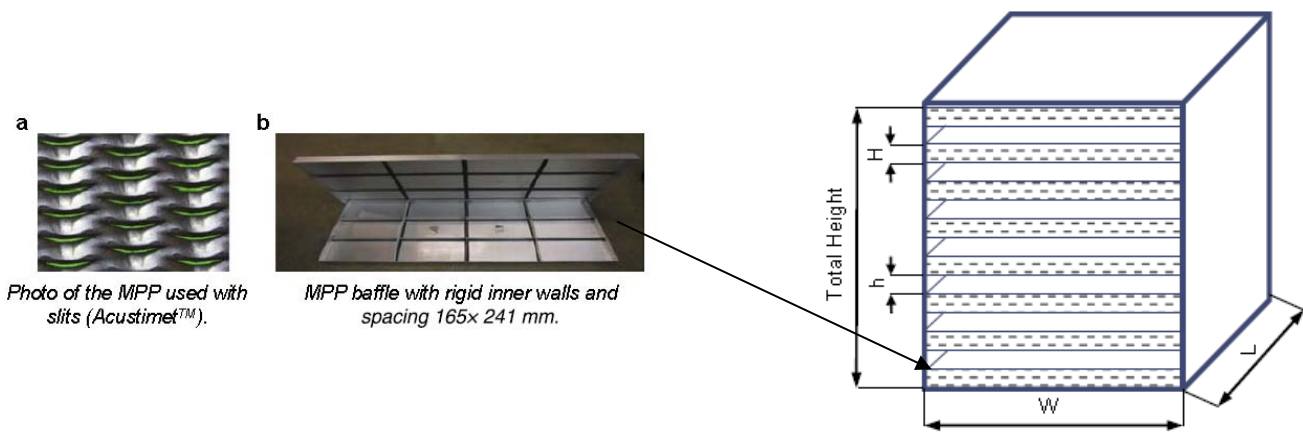 a
b
Photo of the MPP used with
slits (Acustimet™).
MPP baffle with rigid inner walls and
spacing 165× 241 mm.
Total Height
H
h
W
L